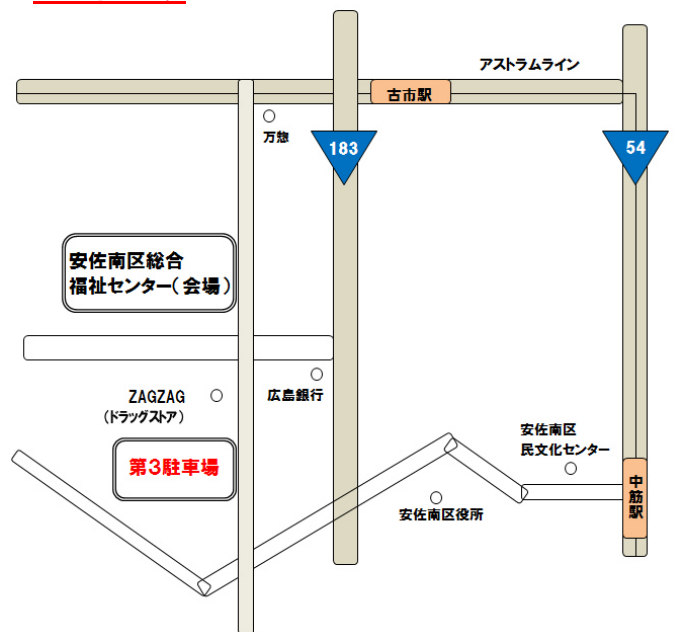 アストラムライン
古市駅
万惣
183
54
安佐南区総合
福祉センター（会場）
ZAGZAG
（ドラッグストア）
広島銀行
第３駐車場
安佐南区
民文化センター
安佐南区役所
中筋駅